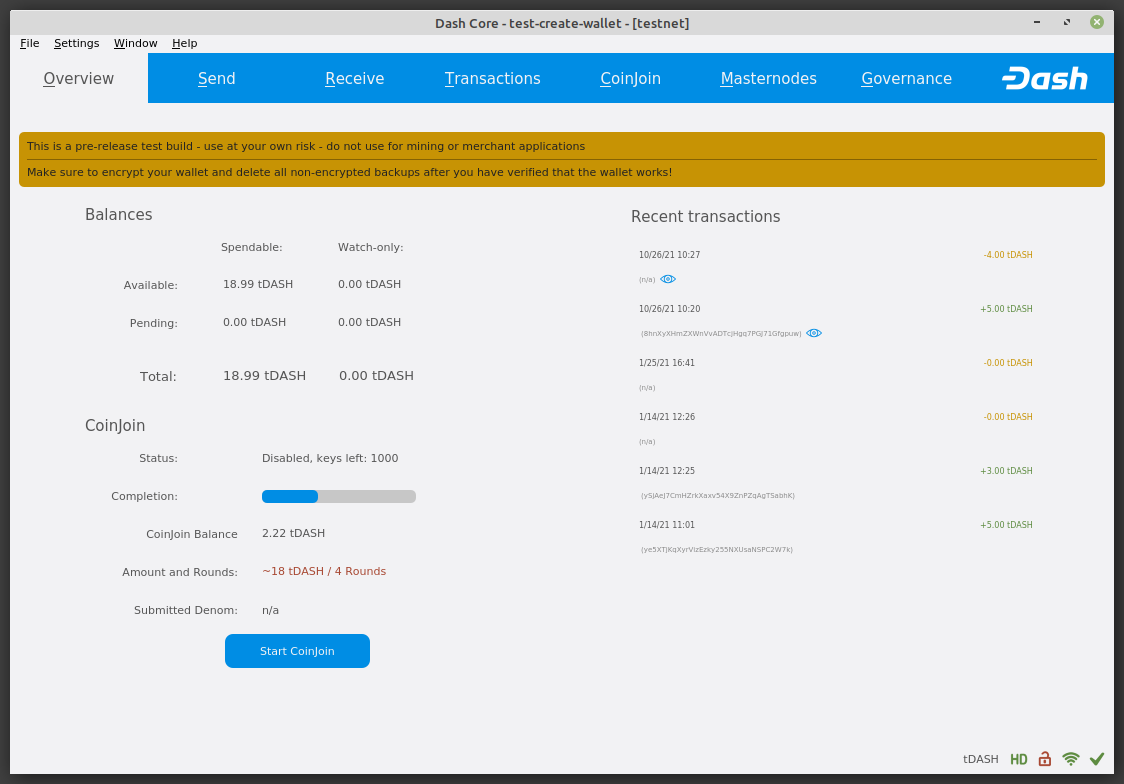 Dash Core - test-create-wallet - [testnet]
File Settings Window Help
Overview Send Receive Transactions CoinJoin Masternodes Governance Dash
This is a pre-release test build - use at your own risk - do not use for mining or merchant applications
Make sure to encrypt your wallet and delete all non-encrypted backups after you have verified that the wallet works!
Balances
Spendable: Watch-only:
Available: 18.99 tDASH 0.00 tDASH
Pending: 0.00 tDASH 0.00 tDASH
Total: 18.99 tDASH 0.00 tDASH
CoinJoin
Status: Disabled, keys left: 1000
Completion:
CoinJoin Balance 2.22 tDASH
Amount and Rounds: ~18 tDASH / 4 Rounds
Submitted Denom: n/a
Start CoinJoin
Recent transactions
10/26/21 10:27 -4.00 tDASH
(n/a)
10/26/21 10:20 +5.00 tDASH
1/25/21 16:41 -0.00 tDASH
(n/a)
1/14/21 12:26 -0.00 tDASH
(n/a)
1/14/21 12:25 +3.00 tDASH
1/14/21 11:01 +5.00 tDASH
tDASH HD